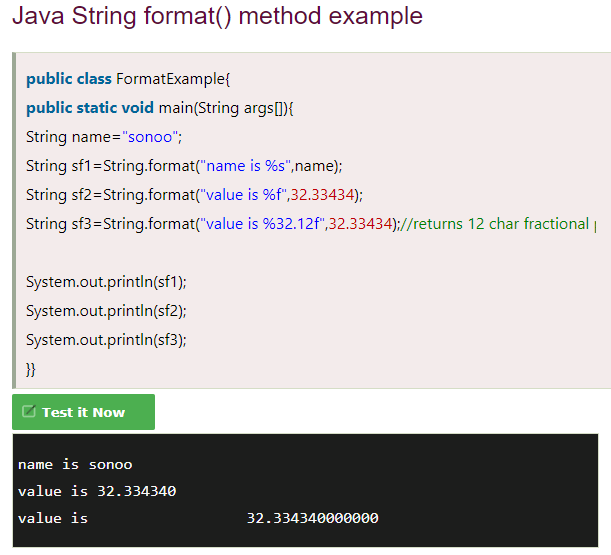 Java String format() method example
public class FormatExample{
public static void main(String args[]){
String name="sonoo";
String sf1=String.format("name is %s",name);
String sf2=String.format("value is %f",32.33434);
String sf3=String.format("value is %32.12f",32.33434);//returns 12 char fractional
System.out.println(sf1);
System.out.println(sf2);
System.out.println(sf3);
}}
Test it Now
name is sonoo
value is 32.334340
value is                  32.334340000000